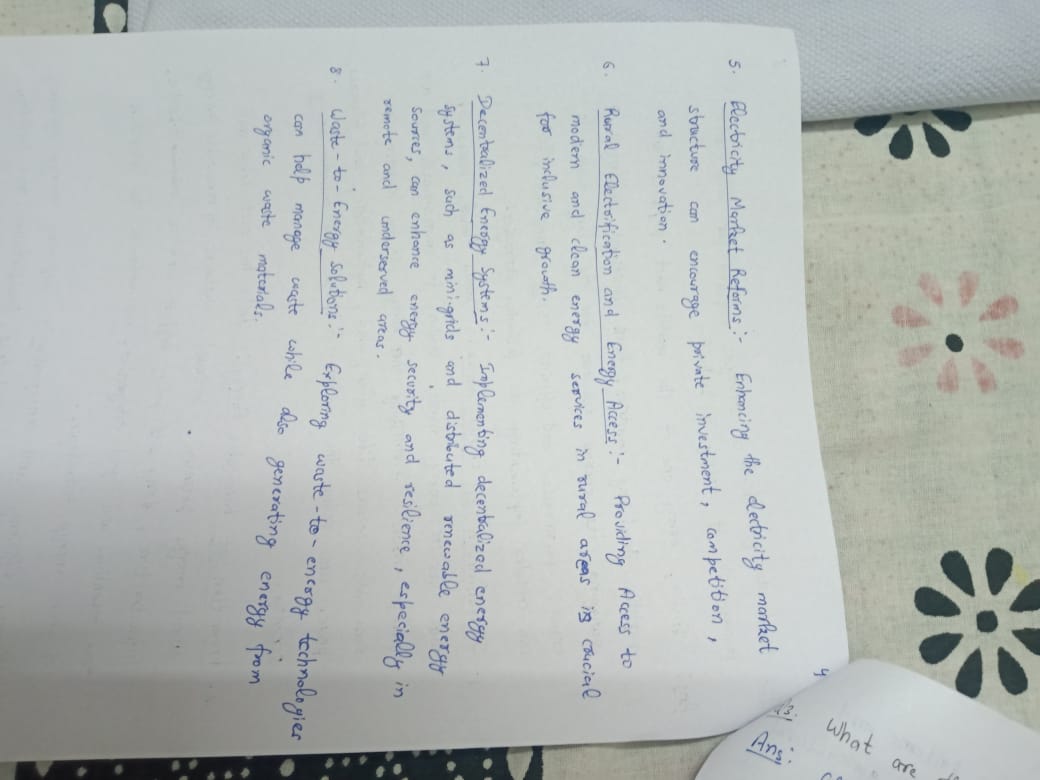 4
5. Electricity Market Reforms:- Enhancing the electricity market
structure can encourage private investment, competition,
and innovation.
6. Rural Electrification and Energy Access:- Providing Access to
modern and clean energy services in rural areas is crucial
for inclusive growth.
7. Decentralized Energy Systems:- Implementing decentralized energy
systems, such as mini-grids and distributed renewable energy
sources, can enhance energy security and resilience, especially in
remote and underserved areas.
8. Waste-to-Energy Solutions:- Exploring waste-to-energy technologies
can help manage waste while also generating energy from
organic waste materials.
What are
Ans: